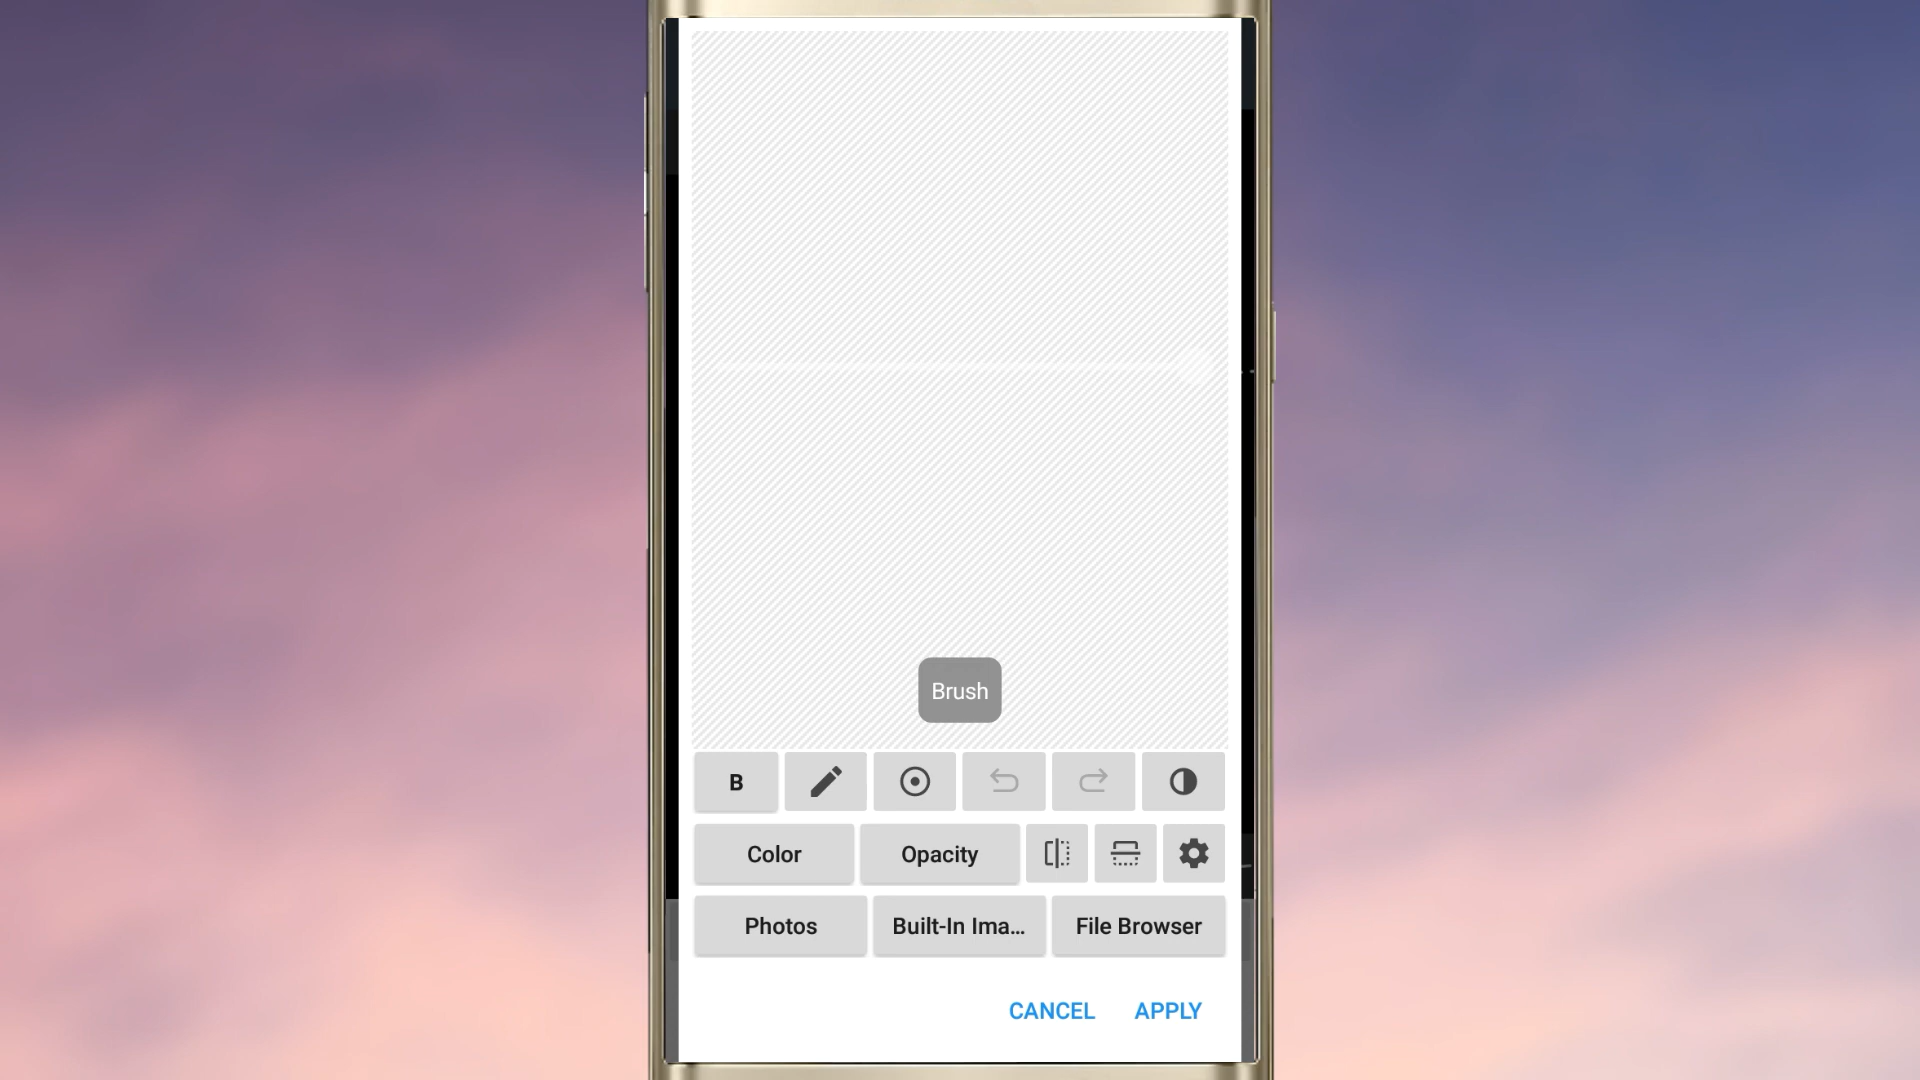 Brush
B
Color
Opacity
Photos
Built-In Ima...
File Browser
CANCEL
APPLY